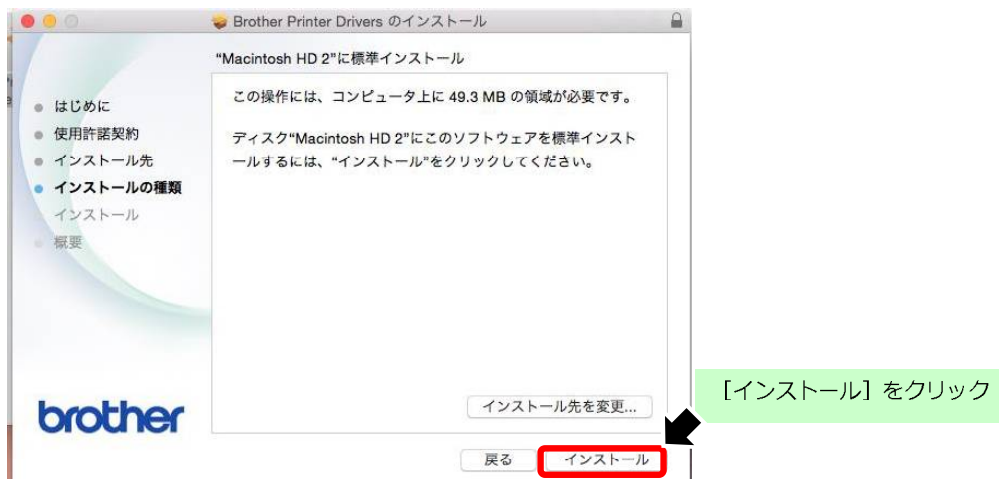 Brother Printer Drivers のインストール
“Macintosh HD 2”に標準インストール
はじめに
使用許諾契約
インストール先
インストールの種類
インストール
概要
この操作には、コンピュータ上に 49.3 MB の領域が必要です。
ディスク“Macintosh HD 2”にこのソフトウェアを標準インスト
ールするには、“インストール”をクリックしてください。
brother
インストール先を変更...
戻る
インストール
［インストール］をクリック